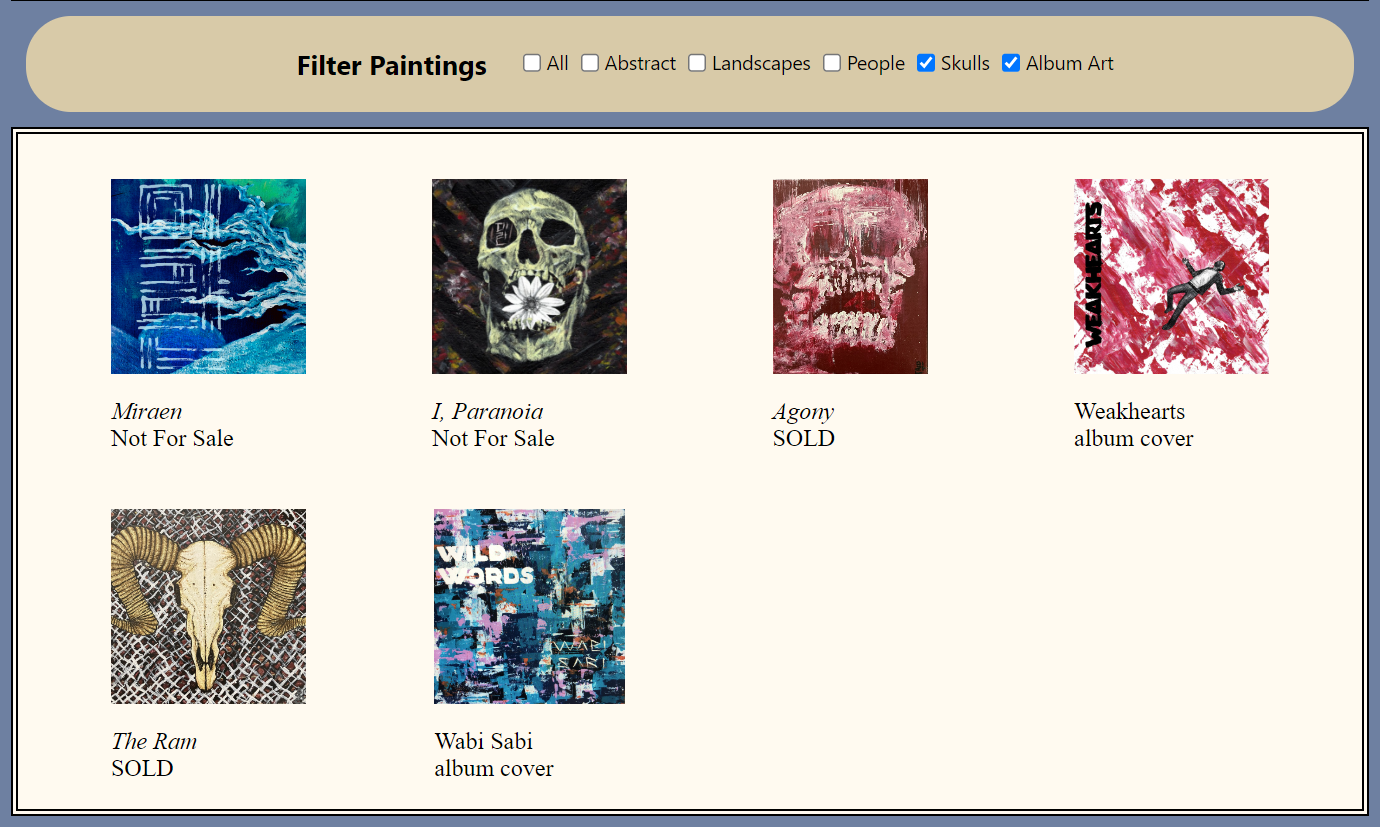 Filter Paintings
All Abstract Landscapes People Skulls Album Art
WEAKHEARTS
Miraen
Not For Sale
I, Paranoia
Not For Sale
Agony
SOLD
Weakhearts
album cover
WILD
WORDS
WABI
SABI
The Ram
SOLD
Wabi Sabi
album cover